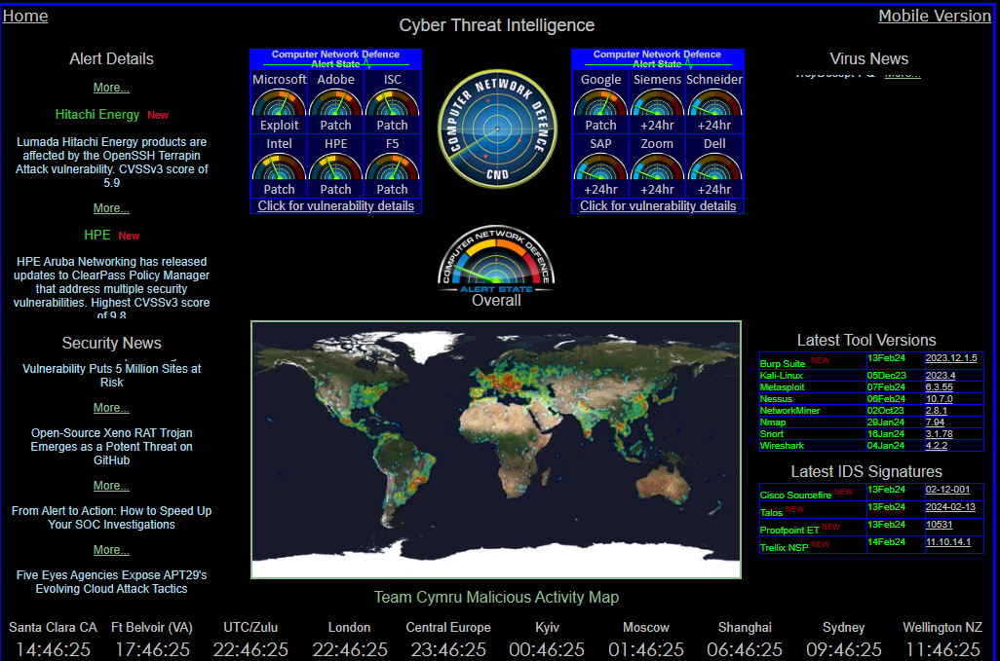 Home
Cyber Threat Intelligence
Mobile Version
Alert Details
More...
Hitachi Energy New
Lumada Hitachi Energy products are
affected by the OpenSSH Terrapin
Attack vulnerability. CVSSv3 score of
5.9
More...
HPE New
HPE Aruba Networking has released
updates to ClearPass Policy Manager
that address multiple security
vulnerabilities. Highest CVSSv3 score
of 9.8
Security News
Vulnerability Puts 5 Million Sites at
Risk
More...
Open-Source Xeno RAT Trojan
Emerges as a Potent Threat on
GitHub
More...
From Alert to Action: How to Speed Up
Your SOC Investigations
More...
Five Eyes Agencies Expose APT29's
Evolving Cloud Attack Tactics
Computer Network Defence
Alert State
Microsoft Adobe ISC
Exploit Patch Patch
Intel HPE F5
Patch Patch Patch
Click for vulnerability details
COMPUTER NETWORK DEFENCE
CND
Computer Network Defence
Alert State
Google Siemens Schneider
Patch +24hr +24hr
SAP Zoom Dell
+24hr +24hr +24hr
Click for vulnerability details
COMPUTER NETWORK DEFENCE
ALERT STATE
Overall
Team Cymru Malicious Activity Map
Virus News
More...
Latest Tool Versions
Burp Suite NEW 13Feb24 2023.12.1.5
Kali-Linux 05Dec23 2023.4
Metasploit 07Feb24 6.3.55
Nessus 06Feb24 10.7.0
NetworkMiner 02Oct23 2.8.1
Nmap 29Jan24 7.94
Snort 16Jan24 3.1.78
Wireshark 04Jan24 4.2.2
Latest IDS Signatures
Cisco Sourcefire NEW 13Feb24 02-12-001
Talos NEW 13Feb24 2024-02-13
Proofpoint ET NEW 13Feb24 10531
Trellix NSP NEW 14Feb24 11.10.14.1
Santa Clara CA Ft Belvoir (VA) UTC/Zulu London Central Europe Kyiv Moscow Shanghai Sydney Wellington NZ
14:46:25 17:46:25 22:46:25 22:46:25 23:46:25 00:46:25 01:46:25 06:46:25 09:46:25 11:46:25